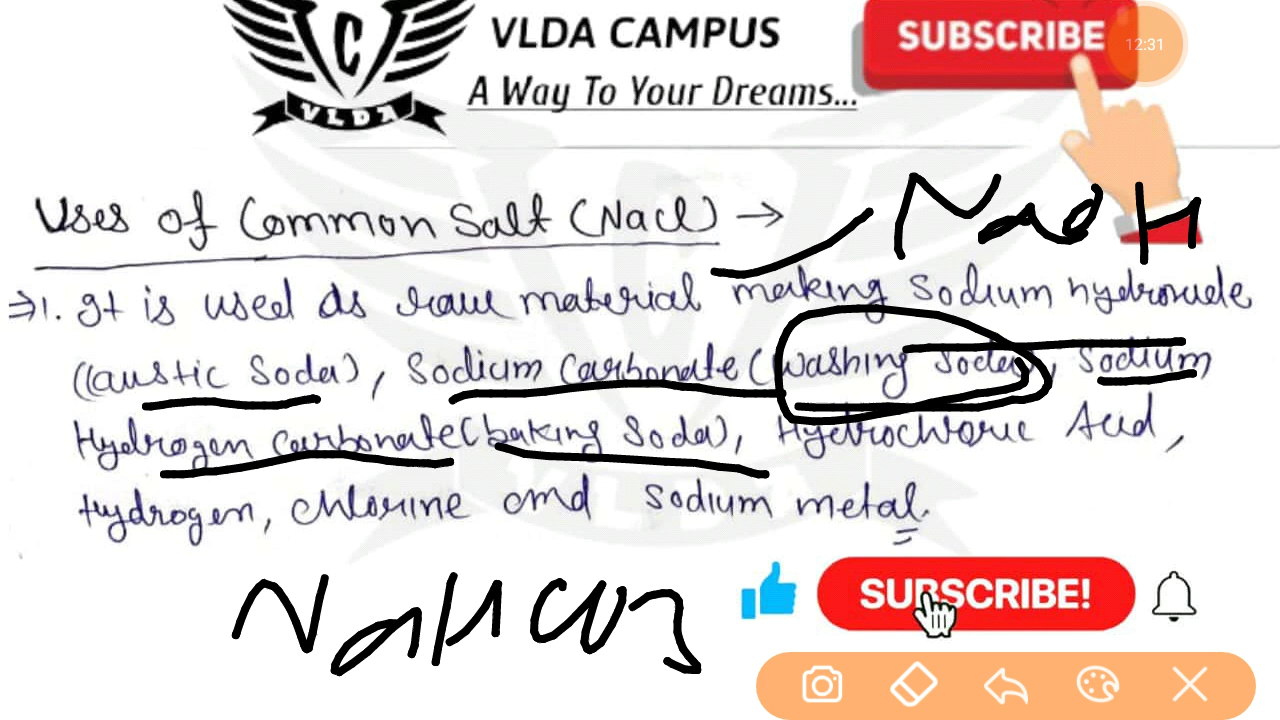 VLDA CAMPUS
A Way To Your Dreams...
C
VLDA
SUBSCRIBE
12:31
Uses of Common Salt (NaCl) →
NaOH
⇒1. It is used as raw material making Sodium hydroxide
(Caustic Soda), Sodium Carbonate (Washing Soda), Sodium
Hydrogen Carbonate (baking Soda), Hydrochloric Acid,
Hydrogen, Chlorine and Sodium metal.
NaHCO3
SUBSCRIBE!